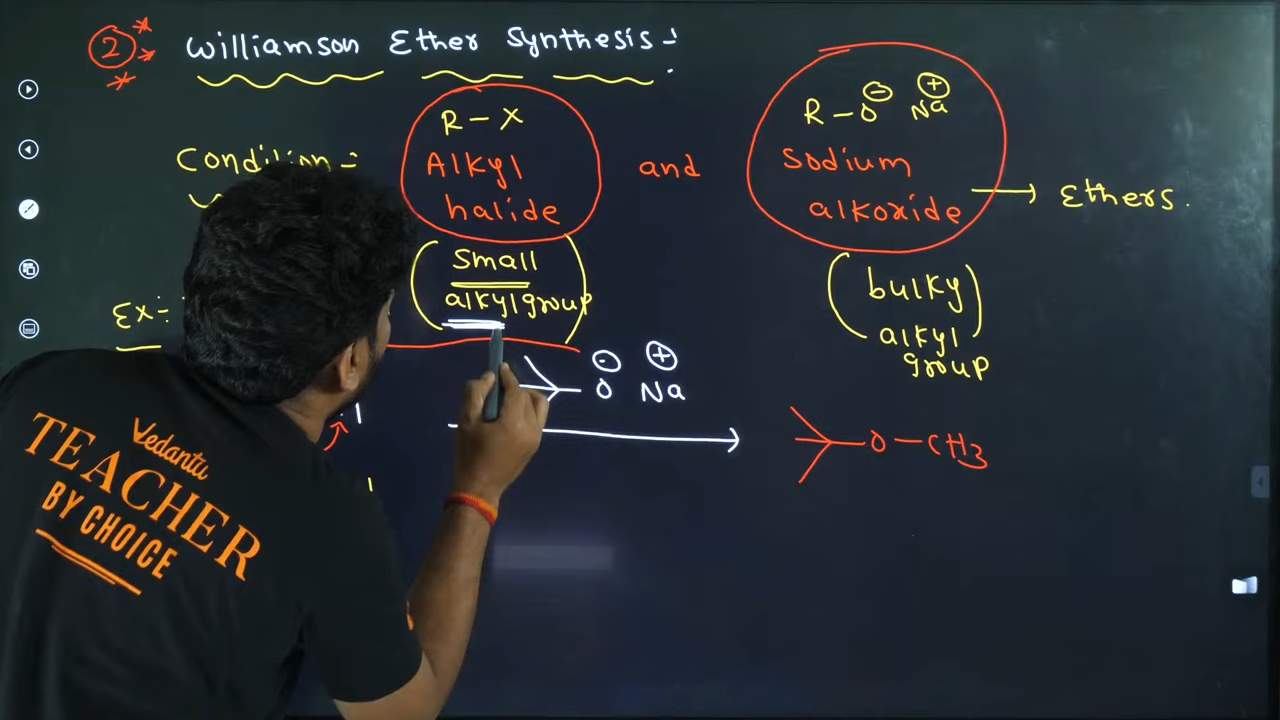 ② Williamson Ether Synthesis:-
R-X
R-O⊖ Na⊕
Condition:-
Alkyl
halide
and
Sodium
alkoxide
→ Ethers.
(small
alkyl group)
(bulky
alkyl
group)
Ex:-
O⊖ Na⊕
O-CH3
Vedantu
TEACHER
BY CHOICE